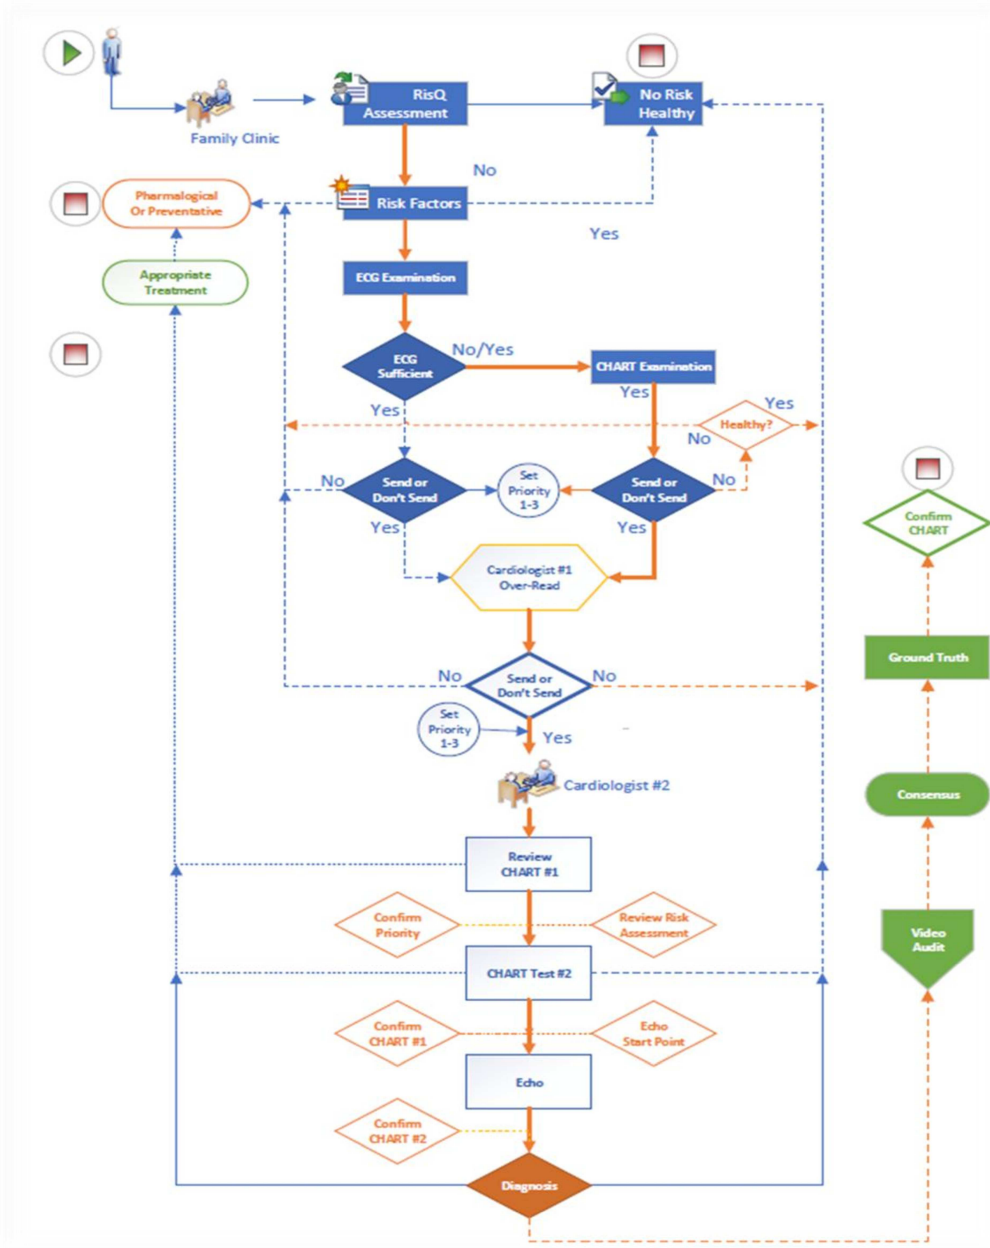 RisQ
Assessment
No Risk
Healthy
Family Clinic
No
Pharmalogical
Or Preventative
Risk Factors
Yes
Appropriate
Treatment
ECG Examination
ECG
Sufficient
No/Yes
CHART Examination
Yes
Yes
Yes
Healthy?
No
No
Send or
Don't Send
Set
Priority
1-3
Send or
Don't Send
No
Yes
Yes
Confirm
CHART
Cardiologist #1
Over-Read
Ground Truth
No
Send or
Don't Send
No
Set
Priority
1-3
Yes
Cardiologist #2
Consensus
Review
CHART #1
Confirm
Priority
Review Risk
Assessment
Video
Audit
CHART Test #2
Confirm
CHART #1
Echo
Start Point
Echo
Confirm
CHART #2
Diagnosis